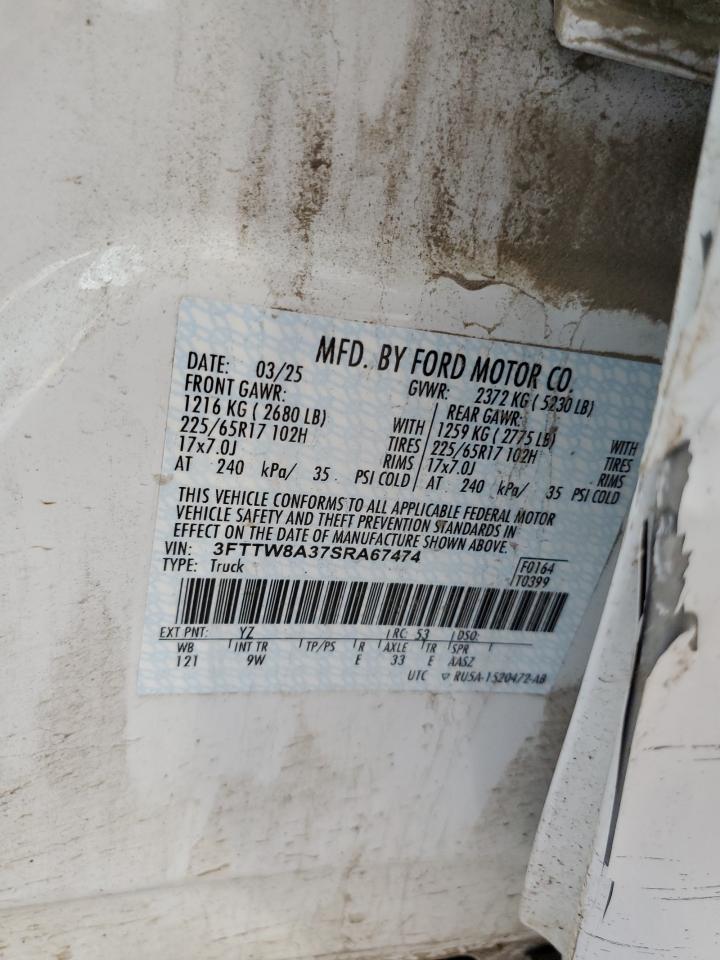 MFD. BY FORD MOTOR CO.
DATE: 03/25 GVWR: 2372 KG ( 5230 LB)
FRONT GAWR: REAR GAWR:
1216 KG ( 2680 LB) WITH 1259 KG ( 2775 LB) WITH
225/65R17 102H TIRES 225/65R17 102H TIRES
17x7.0J RIMS 17x7.0J RIMS
AT 240 kPa/ 35 PSI COLD AT 240 kPa/ 35 PSI COLD
THIS VEHICLE CONFORMS TO ALL APPLICABLE FEDERAL MOTOR
VEHICLE SAFETY AND THEFT PREVENTION STANDARDS IN
EFFECT ON THE DATE OF MANUFACTURE SHOWN ABOVE.
VIN: 3FTTW8A37SRA67474
TYPE: Truck F0164
T0399
EXT PNT: YZ RC: 53 DSO:
WB INT TR TP/PS R AXLE TR SPR
121 9W E 33 E AASZ
UTC ▽ RU5A-1520472-AB